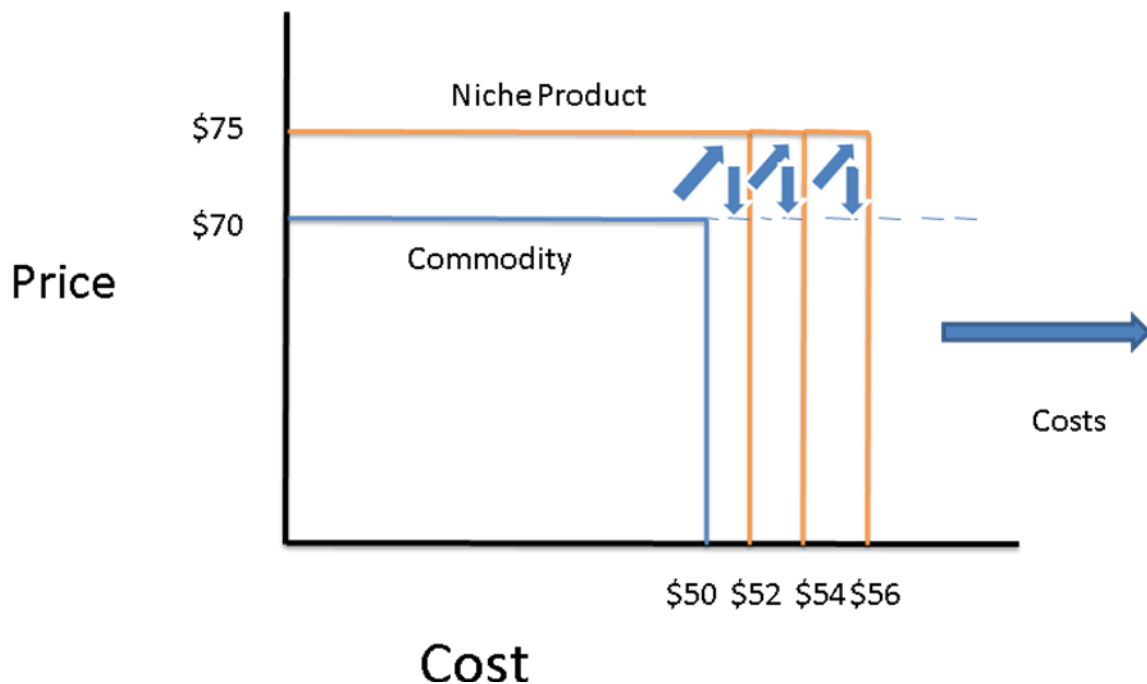 Niche Product
$75
$70
Commodity
Price
Costs
$50 $52 $54 $56
Cost